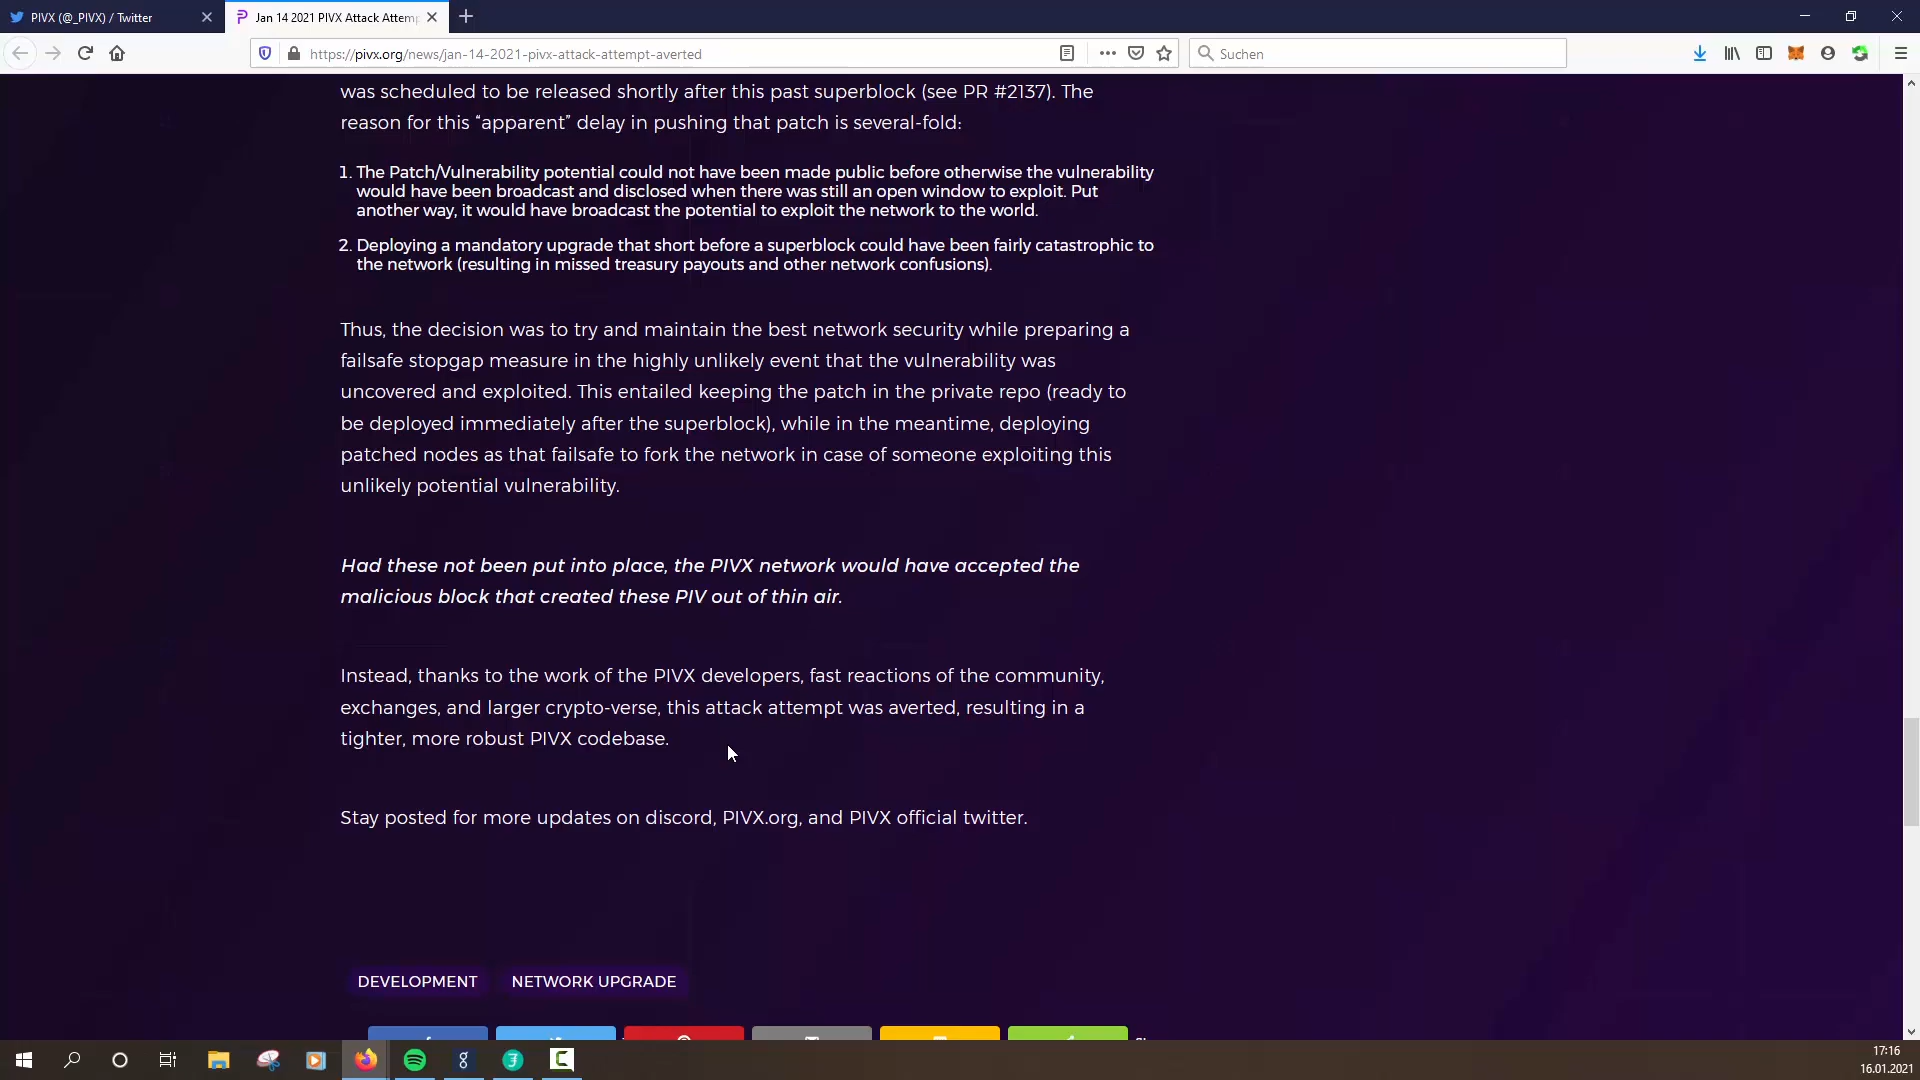 PIVX (@_PIVX) / Twitter
Jan 14 2021 PIVX Attack Attemp
https://pivx.org/news/jan-14-2021-pivx-attack-attempt-averted
Suchen
was scheduled to be released shortly after this past superblock (see PR #2137). The
reason for this “apparent” delay in pushing that patch is several-fold:
1. The Patch/Vulnerability potential could not have been made public before otherwise the vulnerability
would have been broadcast and disclosed when there was still an open window to exploit. Put
another way, it would have broadcast the potential to exploit the network to the world.
2. Deploying a mandatory upgrade that short before a superblock could have been fairly catastrophic to
the network (resulting in missed treasury payouts and other network confusions).
Thus, the decision was to try and maintain the best network security while preparing a
failsafe stopgap measure in the highly unlikely event that the vulnerability was
uncovered and exploited. This entailed keeping the patch in the private repo (ready to
be deployed immediately after the superblock), while in the meantime, deploying
patched nodes as that failsafe to fork the network in case of someone exploiting this
unlikely potential vulnerability.
Had these not been put into place, the PIVX network would have accepted the
malicious block that created these PIV out of thin air.
Instead, thanks to the work of the PIVX developers, fast reactions of the community,
exchanges, and larger crypto-verse, this attack attempt was averted, resulting in a
tighter, more robust PIVX codebase.
Stay posted for more updates on discord, PIVX.org, and PIVX official twitter.
DEVELOPMENT
NETWORK UPGRADE
17:16
16.01.2021